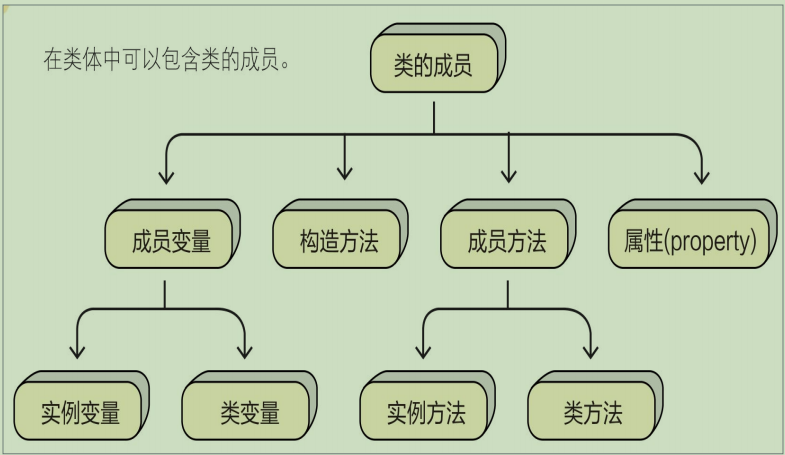 在类体中可以包含类的成员。
类的成员
成员变量
构造方法
成员方法
属性(property)
实例变量
类变量
实例方法
类方法